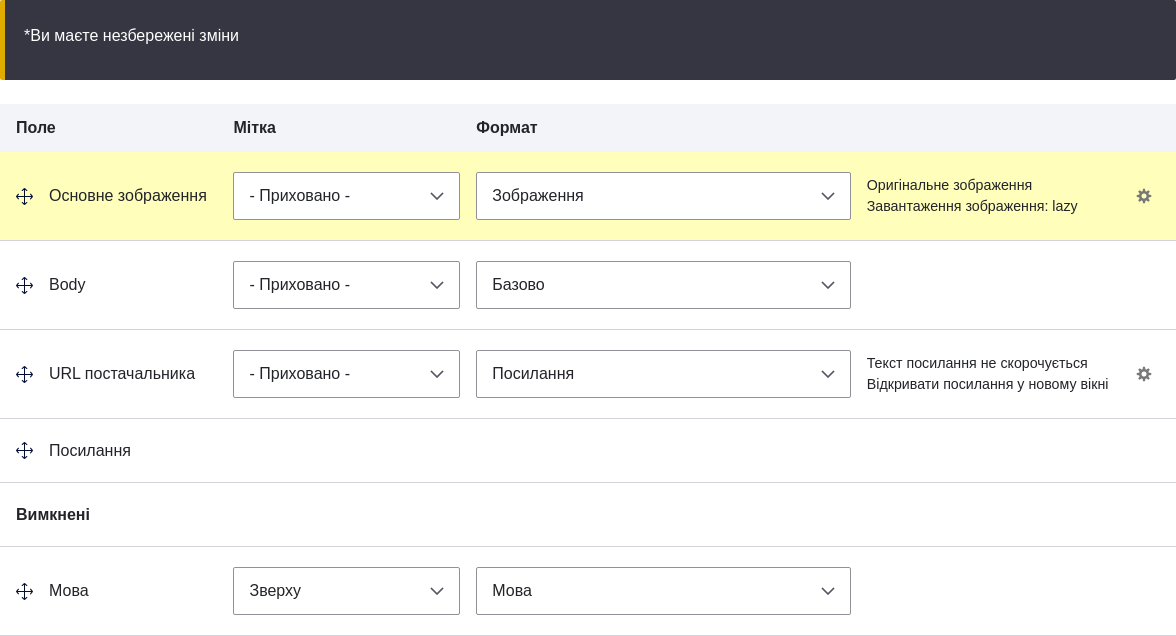 *Ви маєте незбережені зміни
Поле Мітка Формат
Основне зображення - Приховано - Зображення Оригінальне зображення
Завантаження зображення: lazy
Body - Приховано - Базово
URL постачальника - Приховано - Посилання Текст посилання не скорочується
Відкривати посилання у новому вікні
Посилання
Вимкнені
Мова Зверху Мова